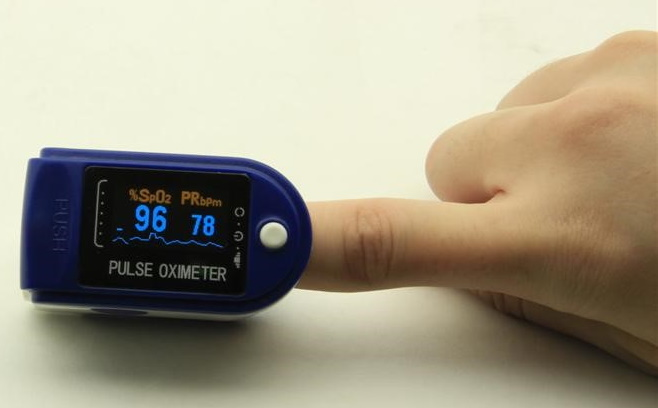 %SpO2 PRbpm
96 78
PULSE OXIMETER
PUSH